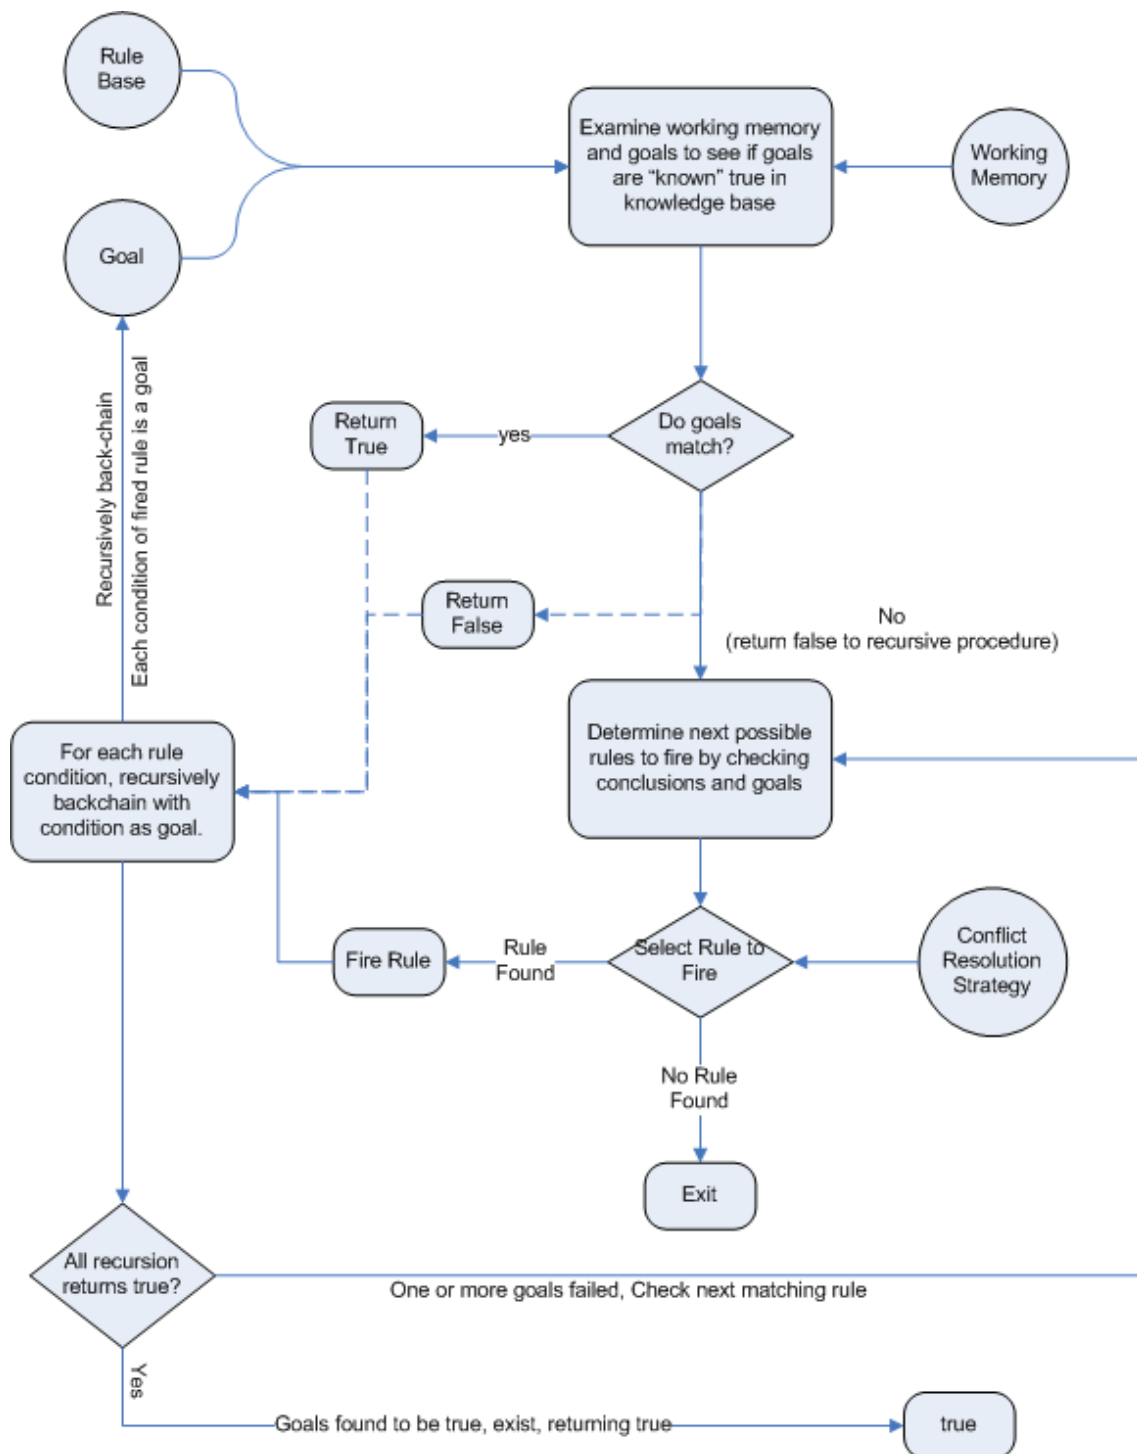 Rule
Base
Examine working memory
and goals to see if goals
are “known” true in
knowledge base
Working
Memory
Goal
Recursively back-chain
Each condition of fired rule is a goal
Return
True
yes
Do goals
match?
Return
False
No
(return false to recursive procedure)
For each rule
condition, recursively
backchain with
condition as goal.
Determine next possible
rules to fire by checking
conclusions and goals
Fire Rule
Rule
Found
Select Rule to
Fire
Conflict
Resolution
Strategy
No Rule
Found
Exit
All recursion
returns true?
One or more goals failed, Check next matching rule
Yes
Goals found to be true, exist, returning true
true